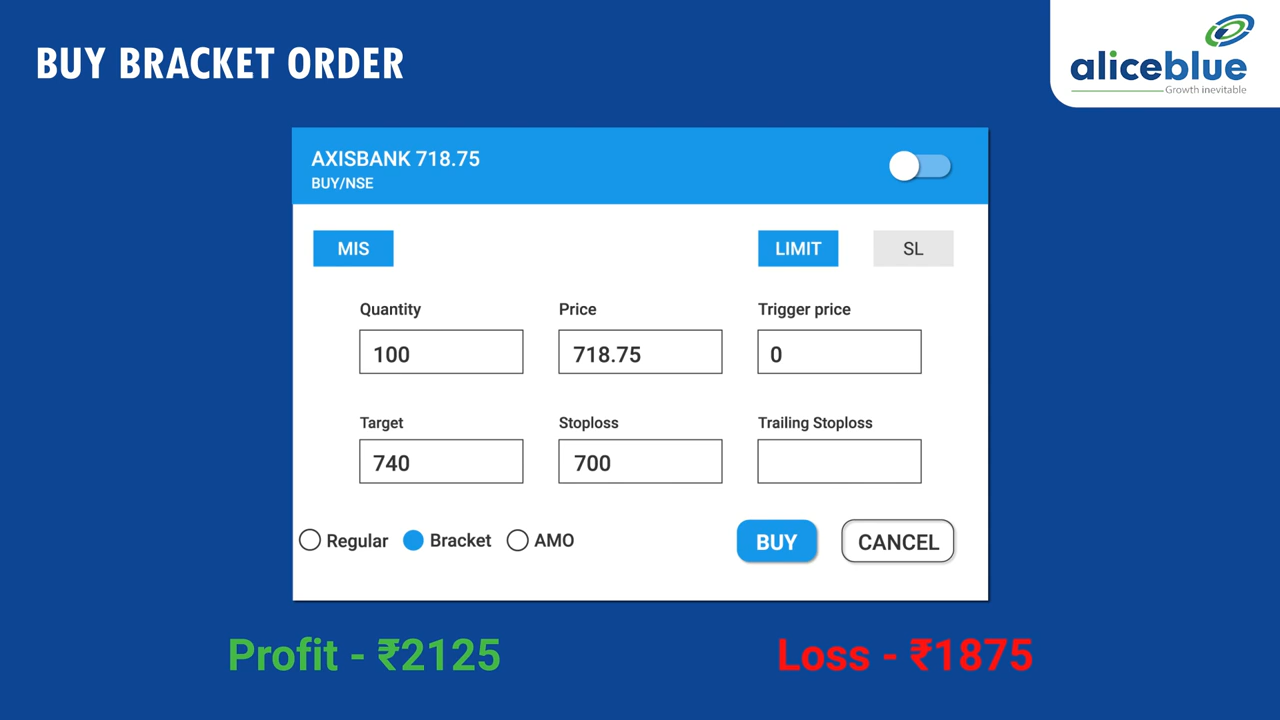 BUY BRACKET ORDER
aliceblue
Growth inevitable
AXISBANK 718.75
BUY/NSE
MIS
LIMIT
SL
Quantity
Price
Trigger price
100
718.75
0
Target
Stoploss
Trailing Stoploss
740
700
Regular
Bracket
AMO
BUY
CANCEL
Profit - ₹2125
Loss - ₹1875